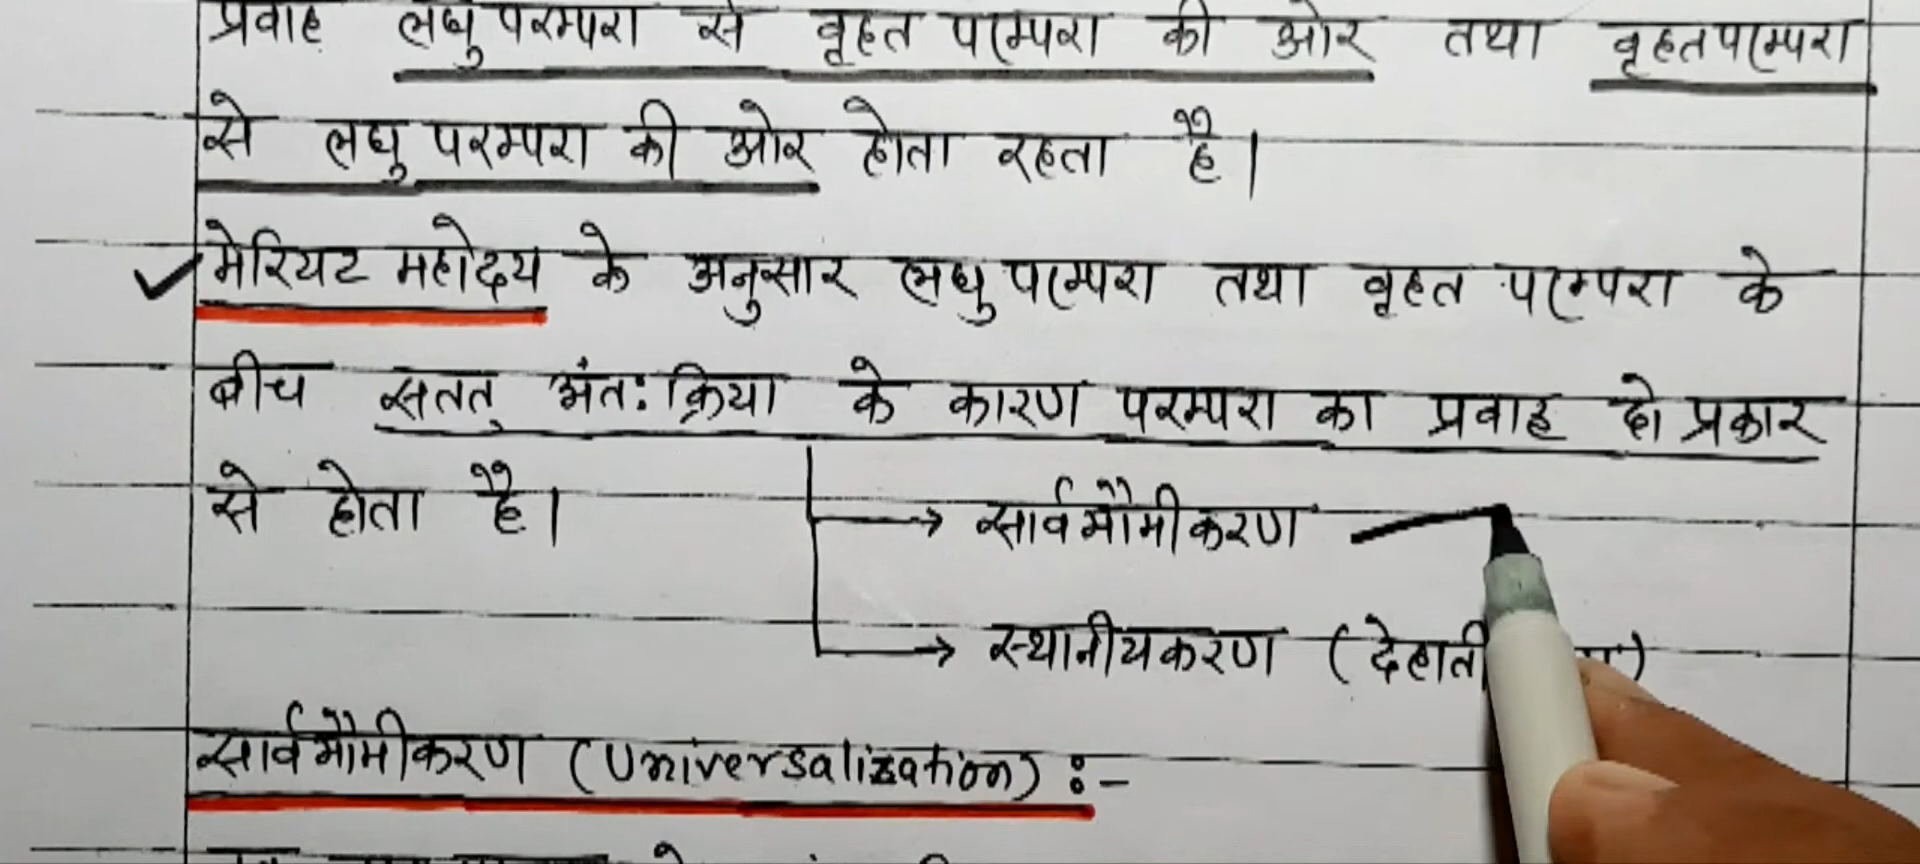 प्रवाह लघु परम्परा से वृहत परम्परा की ओर तथा वृहत परम्परा
से लघु परम्परा की ओर होता रहता है।
मेरियट महोदय के अनुसार लघु परम्परा तथा वृहत परम्परा के
बीच सतत् अंत:क्रिया के कारण परम्परा का प्रवाह दो प्रकार
से होता है।
→ सार्वभौमीकरण
→ स्थानीयकरण (देहाती
सार्वभौमीकरण (Universalization) :-